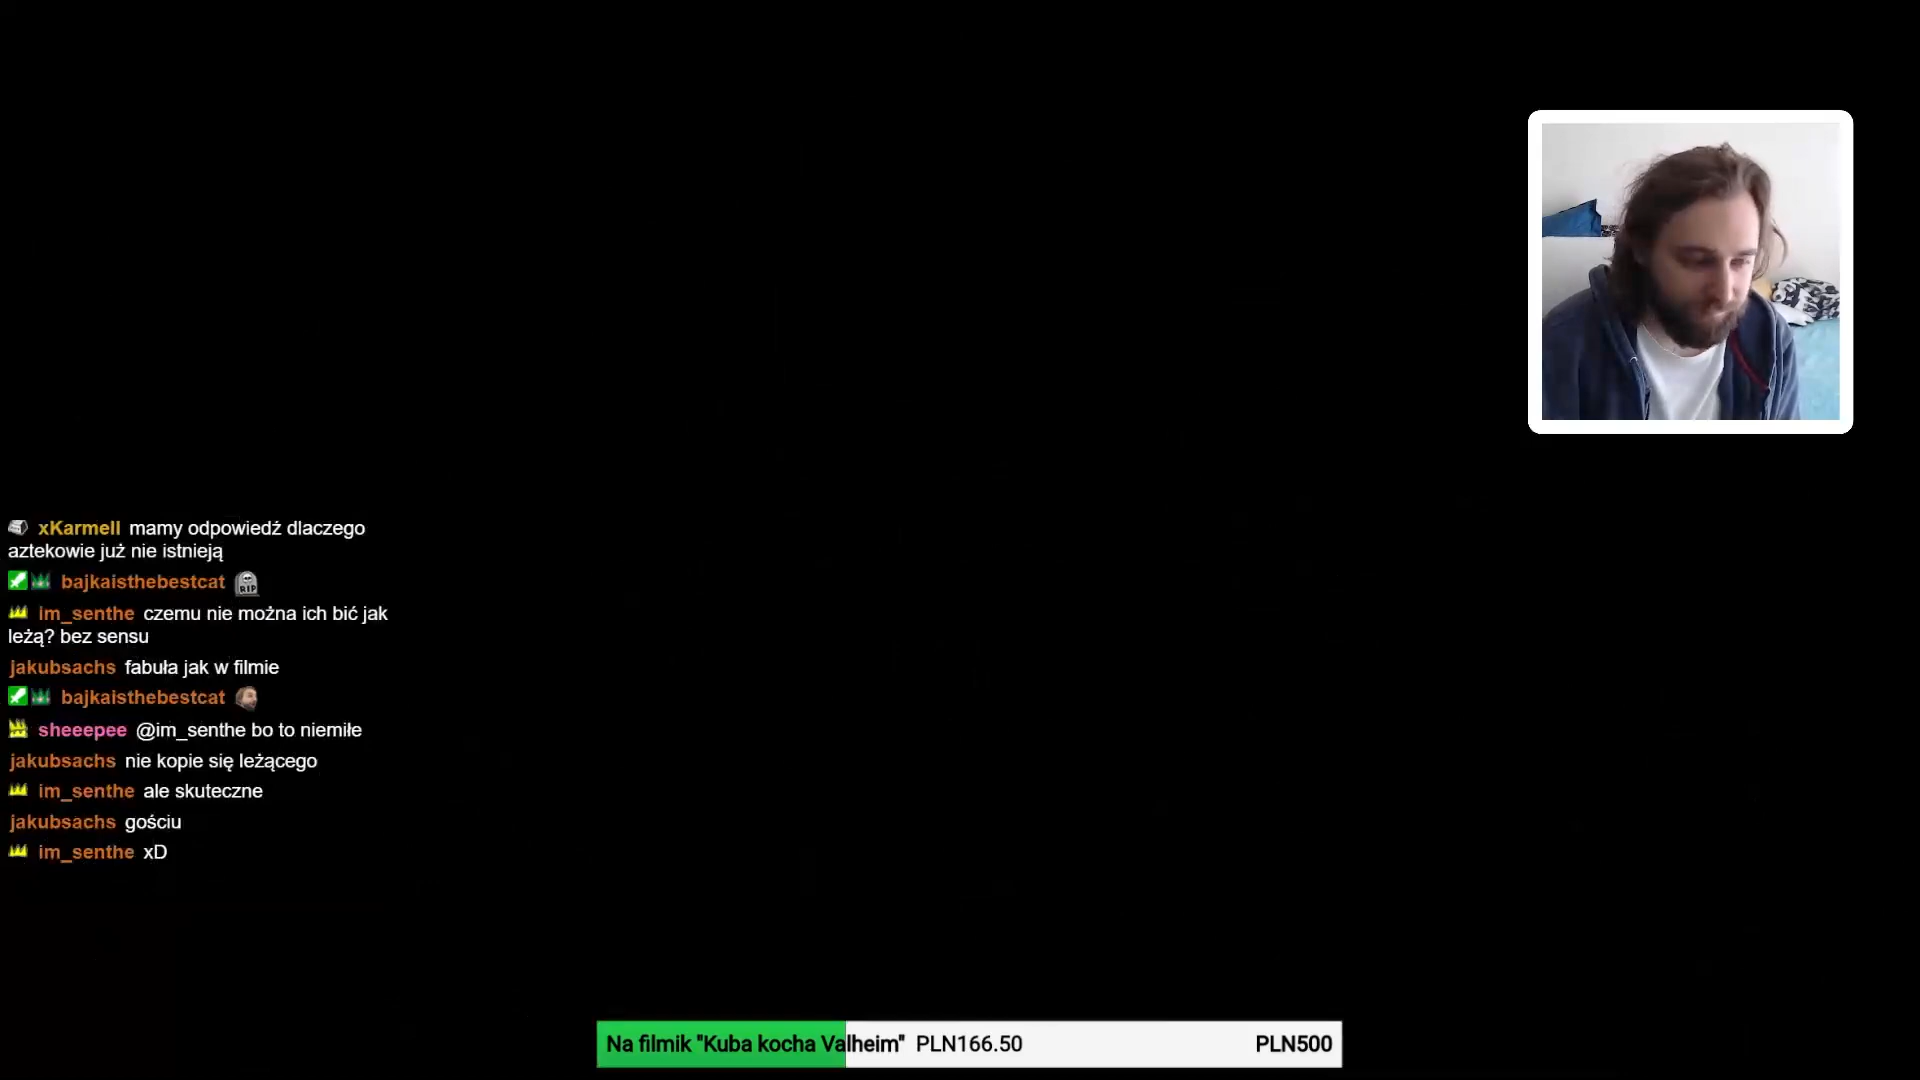 xKarmell mamy odpowiedź dlaczego
aztekowie już nie istnieją
bajkaisthebestcat RIP
im_senthe czemu nie można ich bić jak
leżą? bez sensu
jakubsachs fabuła jak w filmie
bajkaisthebestcat
sheeepee @im_senthe bo to niemiłe
jakubsachs nie kopie się leżącego
im_senthe ale skuteczne
jakubsachs gościu
im_senthe xD
Na filmik "Kuba kocha Valheim" PLN166.50 PLN500